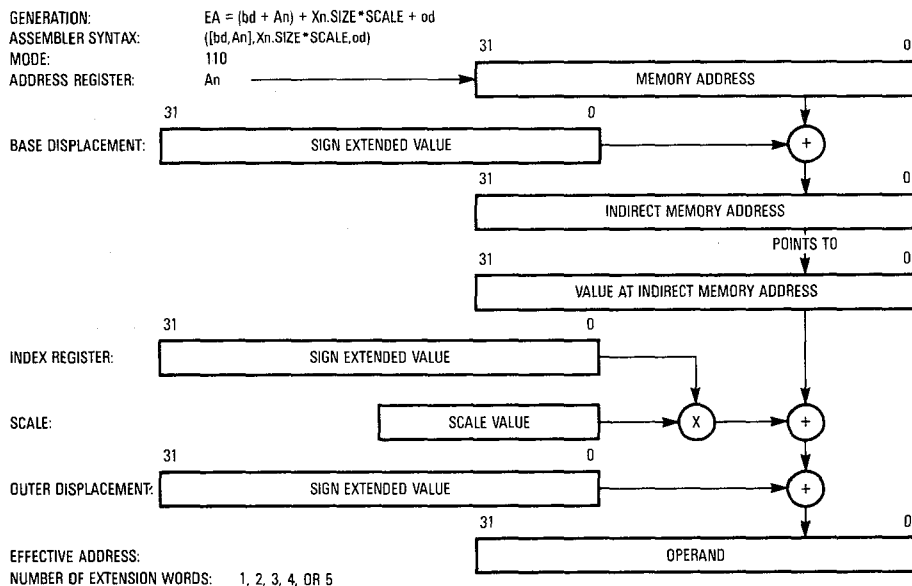 GENERATION: EA = (bd + An) + Xn.SIZE*SCALE + od
ASSEMBLER SYNTAX: ([bd,An],Xn.SIZE*SCALE,od)
MODE: 110
31 0
ADDRESS REGISTER: An MEMORY ADDRESS
31 0
BASE DISPLACEMENT: SIGN EXTENDED VALUE +
31 0
INDIRECT MEMORY ADDRESS
POINTS TO
31 0
VALUE AT INDIRECT MEMORY ADDRESS
31 0
INDEX REGISTER: SIGN EXTENDED VALUE
SCALE: SCALE VALUE X +
31 0
OUTER DISPLACEMENT: SIGN EXTENDED VALUE +
31 0
EFFECTIVE ADDRESS: OPERAND
NUMBER OF EXTENSION WORDS: 1, 2, 3, 4, OR 5